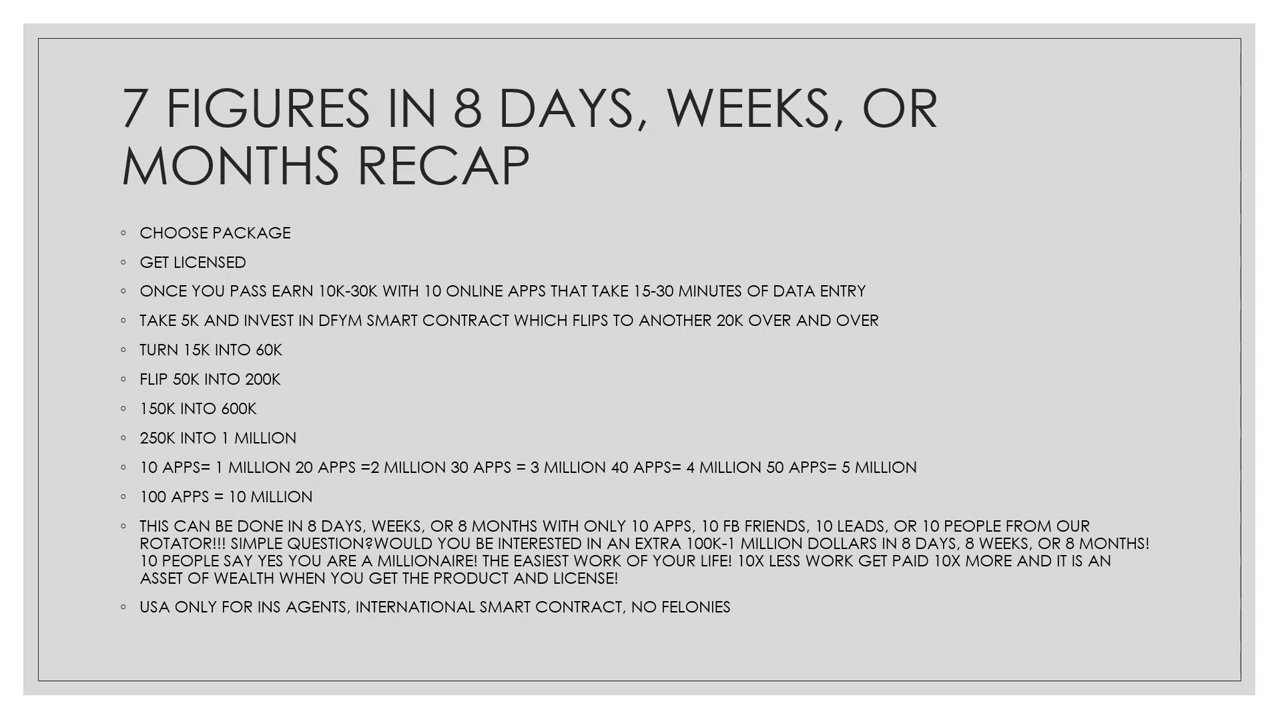 7 FIGURES IN 8 DAYS, WEEKS, OR
MONTHS RECAP
◦ CHOOSE PACKAGE
◦ GET LICENSED
◦ ONCE YOU PASS EARN 10K-30K WITH 10 ONLINE APPS THAT TAKE 15-30 MINUTES OF DATA ENTRY
◦ TAKE 5K AND INVEST IN DFYM SMART CONTRACT WHICH FLIPS TO ANOTHER 20K OVER AND OVER
◦ TURN 15K INTO 60K
◦ FLIP 50K INTO 200K
◦ 150K INTO 600K
◦ 250K INTO 1 MILLION
◦ 10 APPS= 1 MILLION 20 APPS =2 MILLION 30 APPS = 3 MILLION 40 APPS= 4 MILLION 50 APPS= 5 MILLION
◦ 100 APPS = 10 MILLION
◦ THIS CAN BE DONE IN 8 DAYS, WEEKS, OR 8 MONTHS WITH ONLY 10 APPS, 10 FB FRIENDS, 10 LEADS, OR 10 PEOPLE FROM OUR
ROTATOR!!! SIMPLE QUESTION?WOULD YOU BE INTERESTED IN AN EXTRA 100K-1 MILLION DOLLARS IN 8 DAYS, 8 WEEKS, OR 8 MONTHS!
10 PEOPLE SAY YES YOU ARE A MILLIONAIRE! THE EASIEST WORK OF YOUR LIFE! 10X LESS WORK GET PAID 10X MORE AND IT IS AN
ASSET OF WEALTH WHEN YOU GET THE PRODUCT AND LICENSE!
◦ USA ONLY FOR INS AGENTS, INTERNATIONAL SMART CONTRACT, NO FELONIES